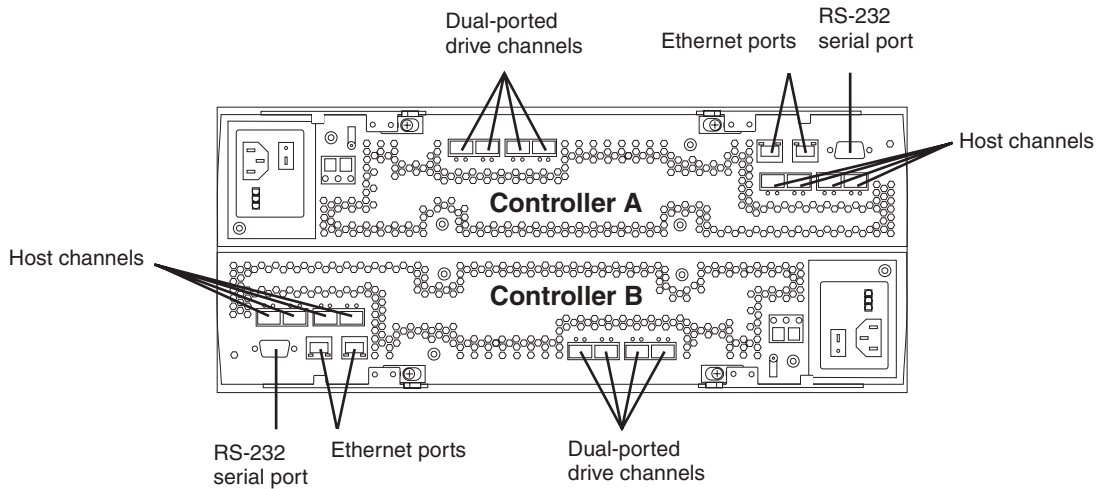 Dual-ported
drive channels
Ethernet ports
RS-232
serial port
Host channels
Controller A
Host channels
Controller B
RS-232
serial port
Ethernet ports
Dual-ported
drive channels